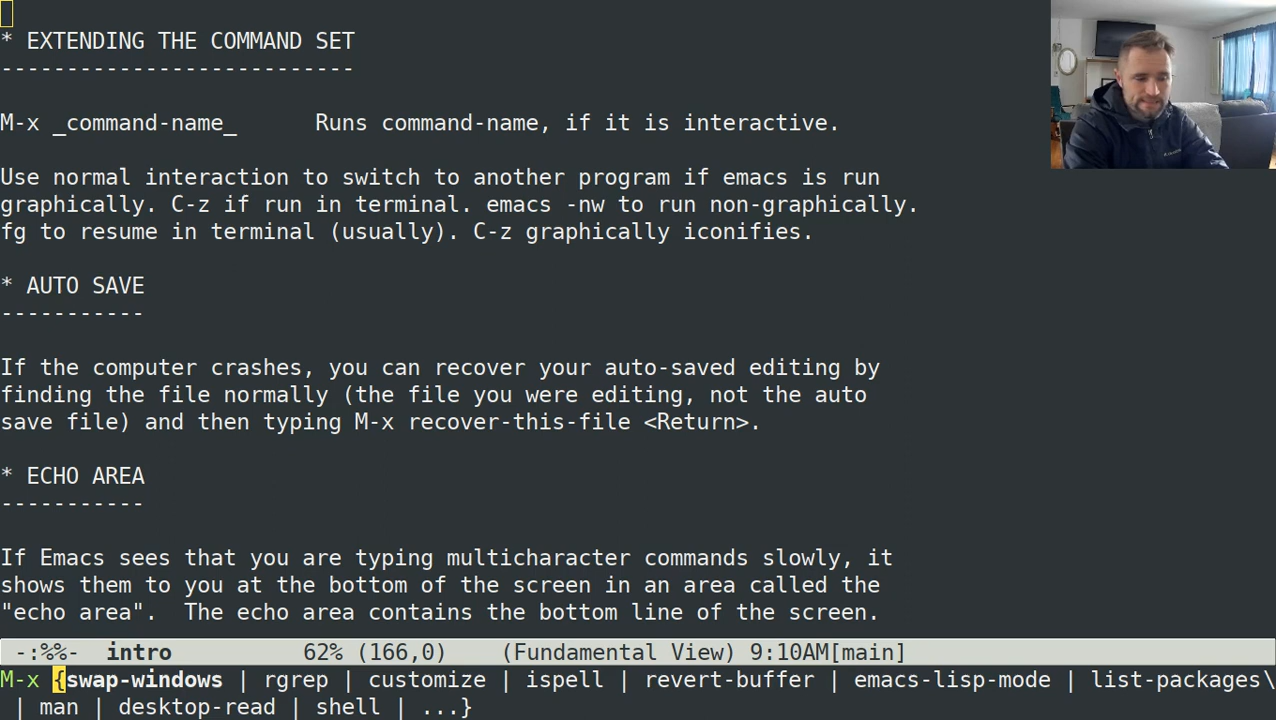 * EXTENDING THE COMMAND SET
---------------------------
M-x _command-name_      Runs command-name, if it is interactive.
Use normal interaction to switch to another program if emacs is run
graphically. C-z if run in terminal. emacs -nw to run non-graphically.
fg to resume in terminal (usually). C-z graphically iconifies.
* AUTO SAVE
-----------
If the computer crashes, you can recover your auto-saved editing by
finding the file normally (the file you were editing, not the auto
save file) and then typing M-x recover-this-file <Return>.
* ECHO AREA
-----------
If Emacs sees that you are typing multicharacter commands slowly, it
shows them to you at the bottom of the screen in an area called the
"echo area".  The echo area contains the bottom line of the screen.
-:%%-  intro          62% (166,0)    (Fundamental View) 9:10AM[main]
M-x {swap-windows | rgrep | customize | ispell | revert-buffer | emacs-lisp-mode | list-packages\
| man | desktop-read | shell | ...}